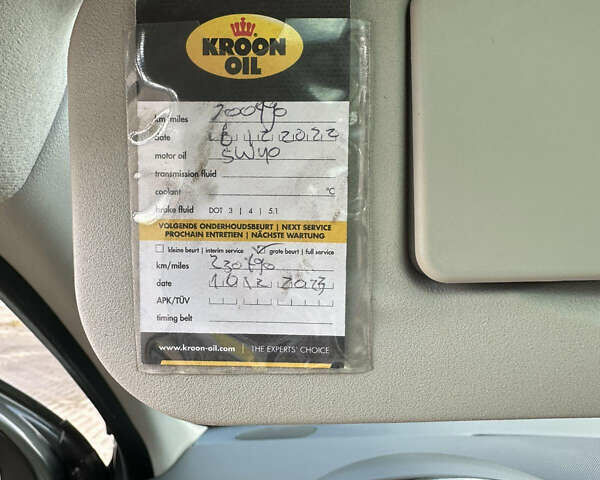 KROON
OIL
km/miles 200490
date 6 12 2022
motor oil 5W40
transmission fluid
coolant °C
brake fluid DOT 3 | 4 | 5.1
VOLGENDE ONDERHOUDSBEURT | NEXT SERVICE
PROCHAIN ENTRETIEN | NÄCHSTE WARTUNG
kleine beurt | interim service grote beurt | full service
km/miles 230490
date 10 12 2023
APK/TÜV
timing belt
www.kroon-oil.com | THE EXPERTS' CHOICE